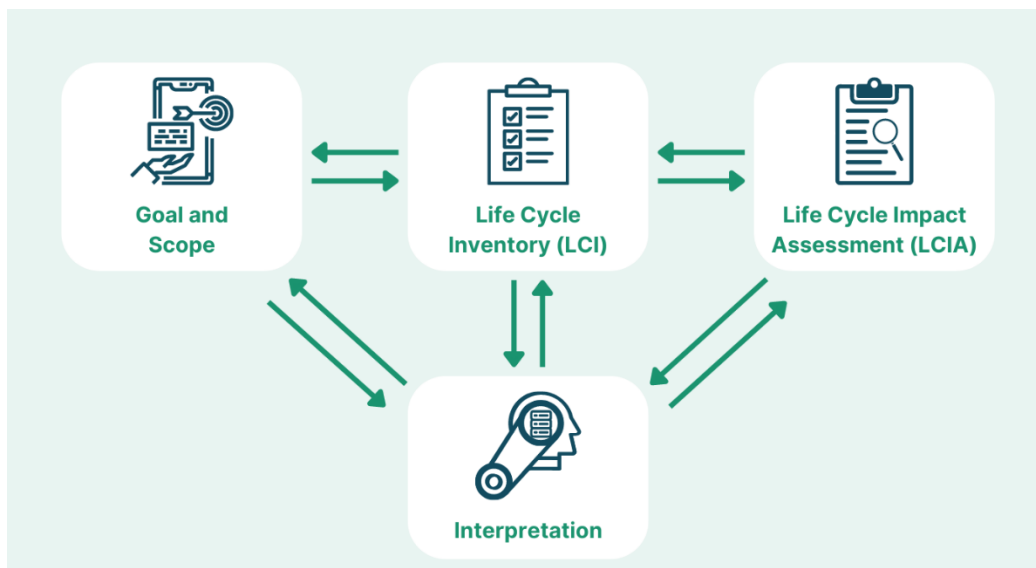 Goal and
Scope
Life Cycle
Inventory (LCI)
Life Cycle Impact
Assessment (LCIA)
Interpretation